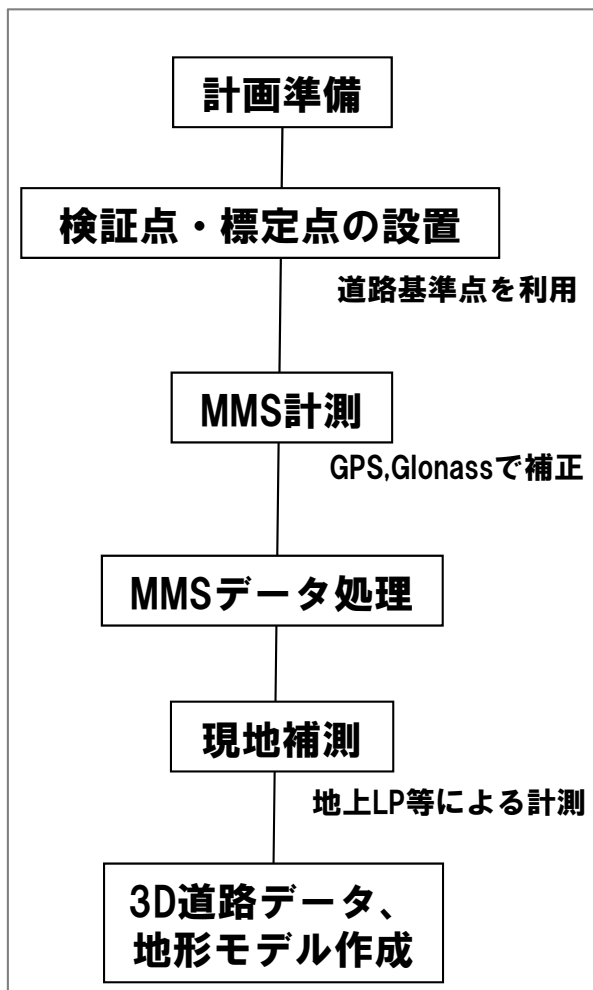 計画準備
検証点・標定点の設置
道路基準点を利用
MMS計測
GPS,Glonassで補正
MMSデータ処理
現地補測
地上LP等による計測
3D道路データ、
地形モデル作成